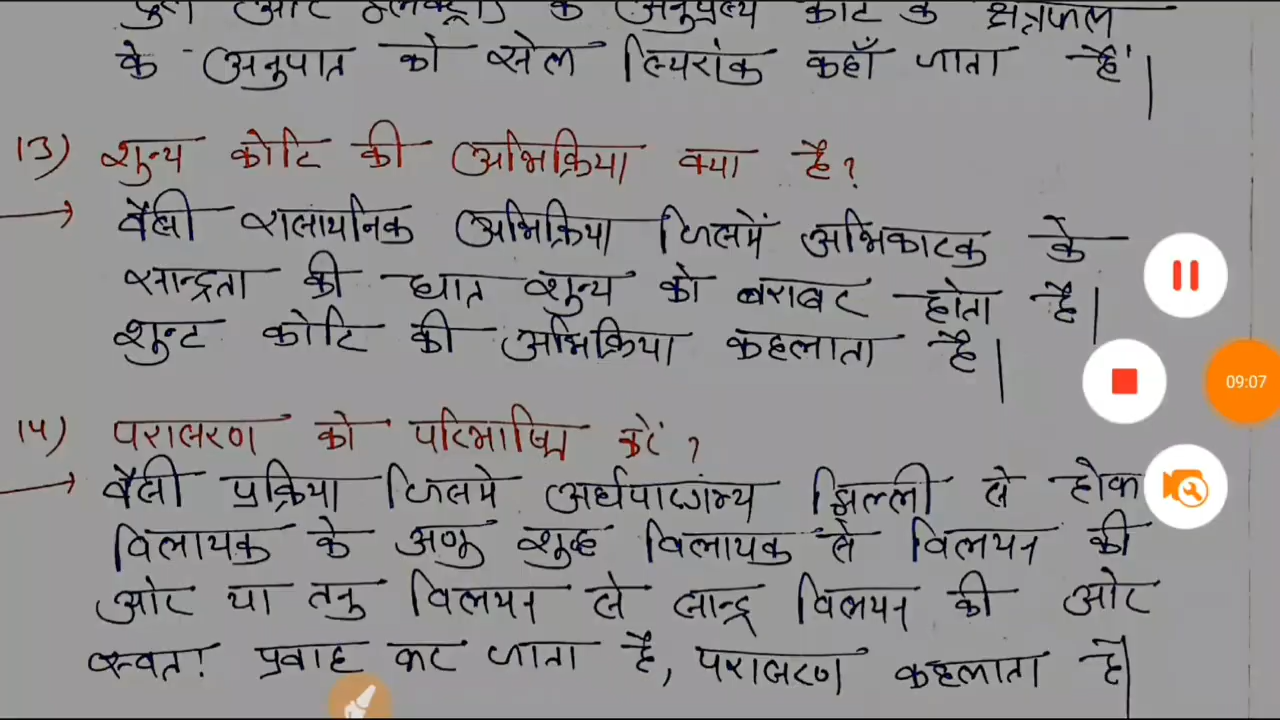 के अनुपात को सेल स्थिरांक कहाँ जाता है।
13) शुन्य कोटि की अभिक्रिया क्या है?
→ वैसी रासायनिक अभिक्रिया जिसमें अभिकारक के
सान्द्रता की घात शुन्य को बराबर होता है।
शुन्य कोटि की अभिक्रिया कहलाता है।
14) परासरण को परिभाषित करें?
→ वैसी प्रक्रिया जिसमे अर्धपारगम्य झिल्ली से होकर
विलायक के अणु शुद्ध विलायक से विलयन की
ओर या तनु विलयन से सान्द्र विलयन की ओर
स्वत: प्रवाह कर जाता है, परासरण कहलाता है।
09:07